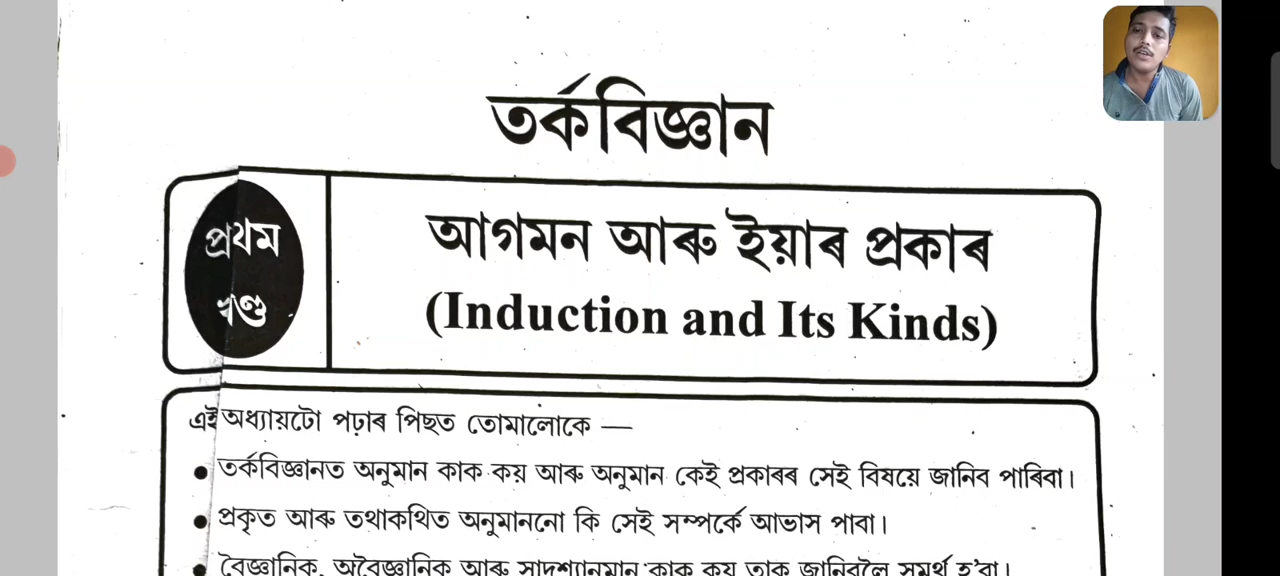 তৰ্কবিজ্ঞান
প্ৰথম
খণ্ড
আগমন আৰু ইয়াৰ প্ৰকাৰ
(Induction and Its Kinds)
এই অধ্যায়টো পঢ়াৰ পিছত তোমালোকে —
• তৰ্কবিজ্ঞানত অনুমান কাক কয় আৰু অনুমান কেই প্ৰকাৰৰ সেই বিষয়ে জানিব পাৰিবা।
• প্ৰকৃত আৰু তথাকথিত অনুমাননো কি সেই সম্পৰ্কে আভাস পাবা।
• বৈজ্ঞানিক, অবৈজ্ঞানিক আৰু সাদৃশ্যানুমান কাক কয় তাক জানিবলৈ সমৰ্থ হ'বা।